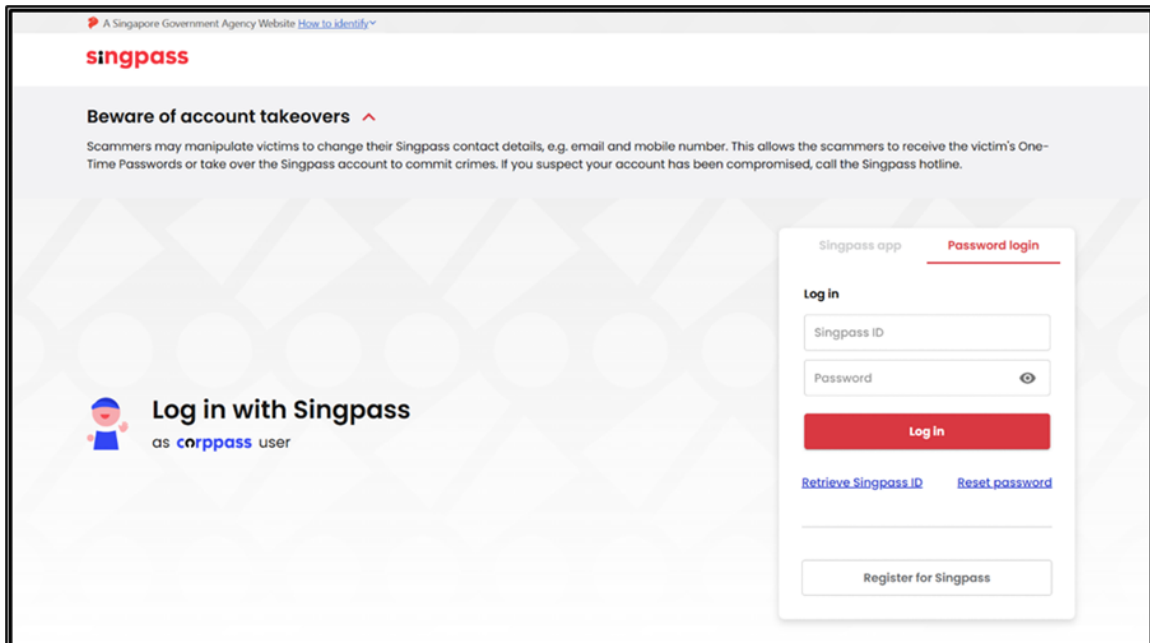 A Singapore Government Agency Website How to identify
singpass
Beware of account takeovers
Scammers may manipulate victims to change their Singpass contact details, e.g. email and mobile number. This allows the scammers to receive the victim's One-
Time Passwords or take over the Singpass account to commit crimes. If you suspect your account has been compromised, call the Singpass hotline.
Singpass app Password login
Log in
Singpass ID
Password
Log in with Singpass
as corppass user
Log in
Retrieve Singpass ID Reset password
Register for Singpass